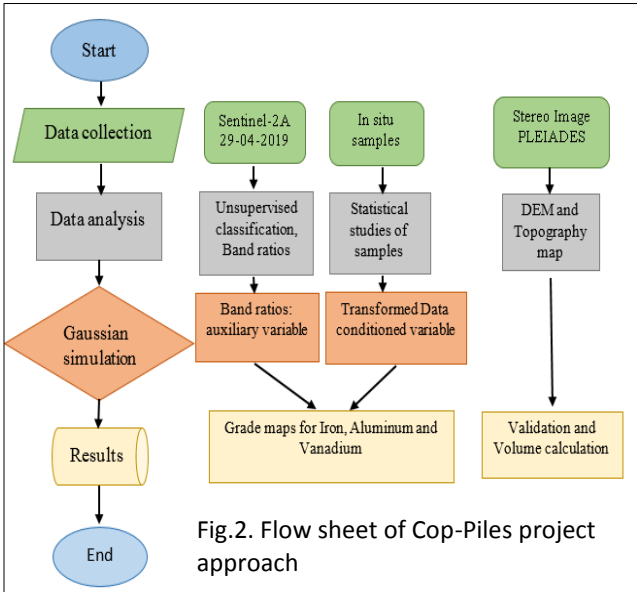 Start
Data collection
Data analysis
Gaussian
simulation
Results
End
Sentinel-2A
29-04-2019
Unsupervised
classification,
Band ratios
Band ratios:
auxiliary variable
In situ
samples
Statistical
studies of
samples
Transformed Data
conditioned variable
Grade maps for Iron, Aluminum and
Vanadium
Stereo Image
PLEIADES
DEM and
Topography
map
Validation and
Volume calculation
Fig.2. Flow sheet of Cop-Piles project
approach